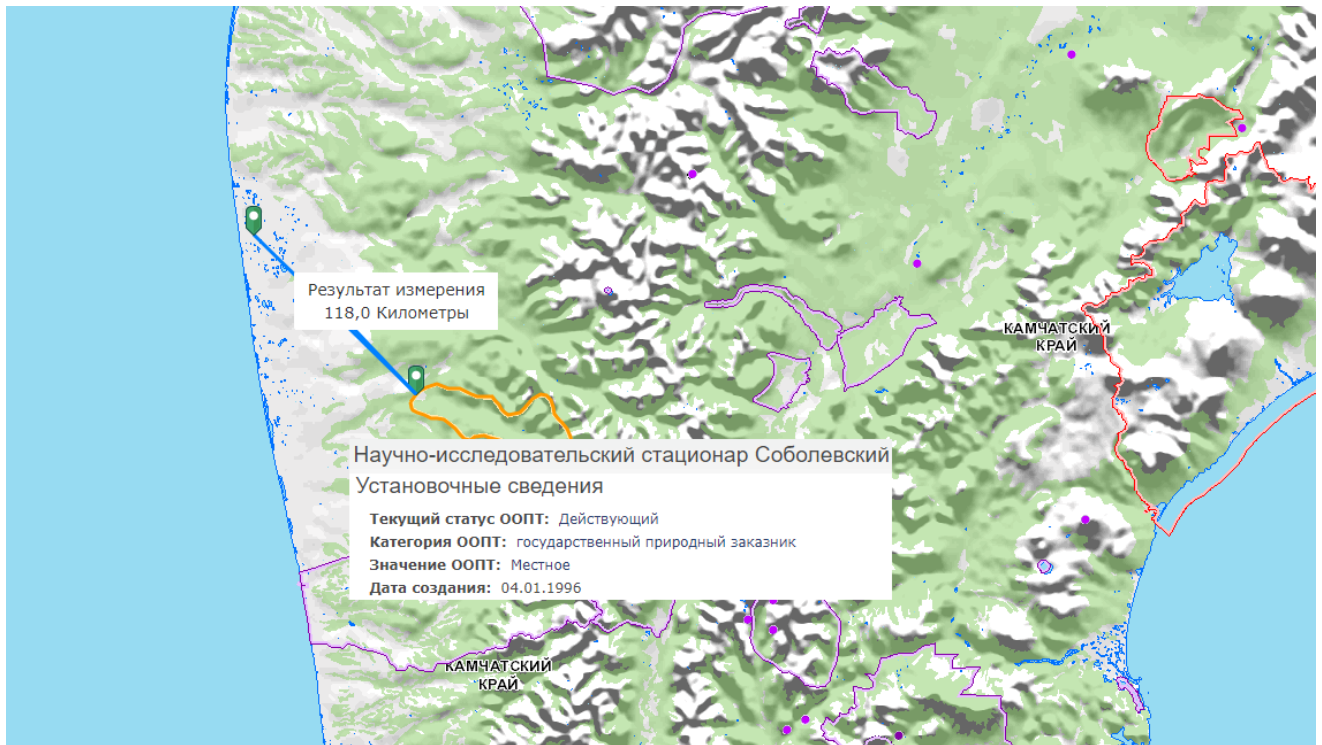 Результат измерения
118,0 Километры
КАМЧАТСКИЙ
КРАЙ
Научно-исследовательский стационар Соболевский
Установочные сведения
Текущий статус ООПТ: Действующий
Категория ООПТ: государственный природный заказник
Значение ООПТ: Местное
Дата создания: 04.01.1996
КАМЧАТСКИЙ
КРАЙ